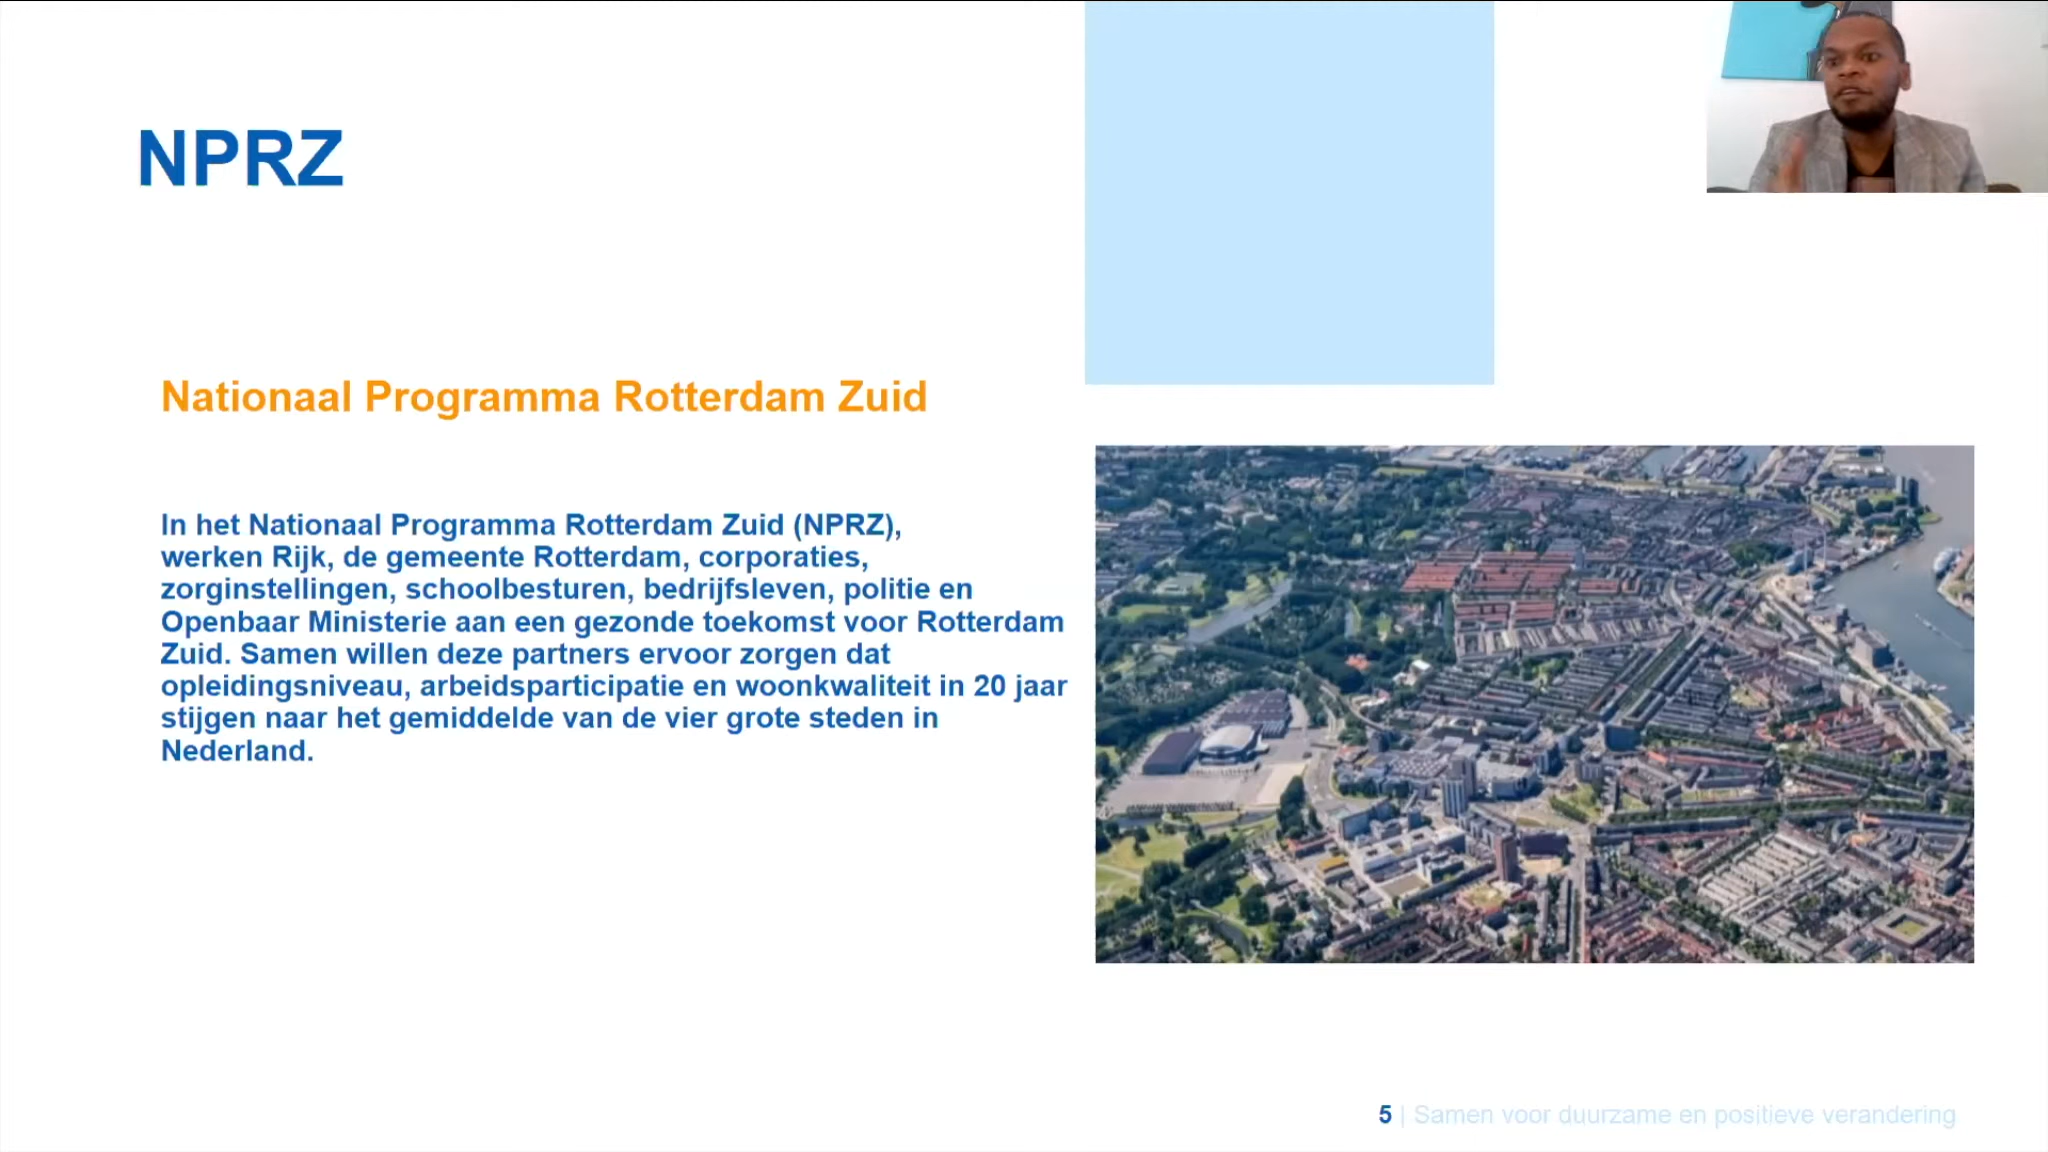 NPRZ
Nationaal Programma Rotterdam Zuid
In het Nationaal Programma Rotterdam Zuid (NPRZ),
werken Rijk, de gemeente Rotterdam, corporaties,
zorginstellingen, schoolbesturen, bedrijfsleven, politie en
Openbaar Ministerie aan een gezonde toekomst voor Rotterdam
Zuid. Samen willen deze partners ervoor zorgen dat
opleidingsniveau, arbeidsparticipatie en woonkwaliteit in 20 jaar
stijgen naar het gemiddelde van de vier grote steden in
Nederland.
5 | Samen voor duurzame en positieve verandering